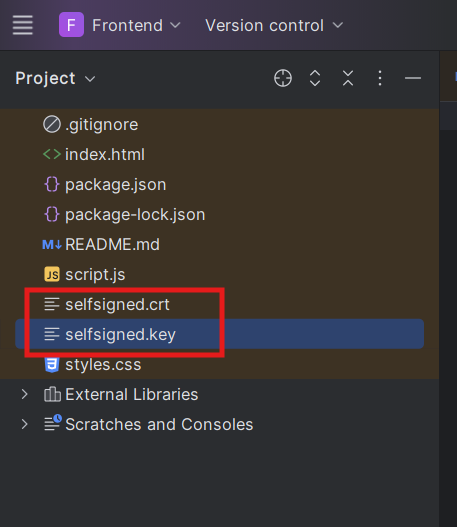 F Frontend Version control
Project
.gitignore
<> index.html
{} package.json
{} package-lock.json
M↓ README.md
JS script.js
selfsigned.crt
selfsigned.key
styles.css
External Libraries
Scratches and Consoles